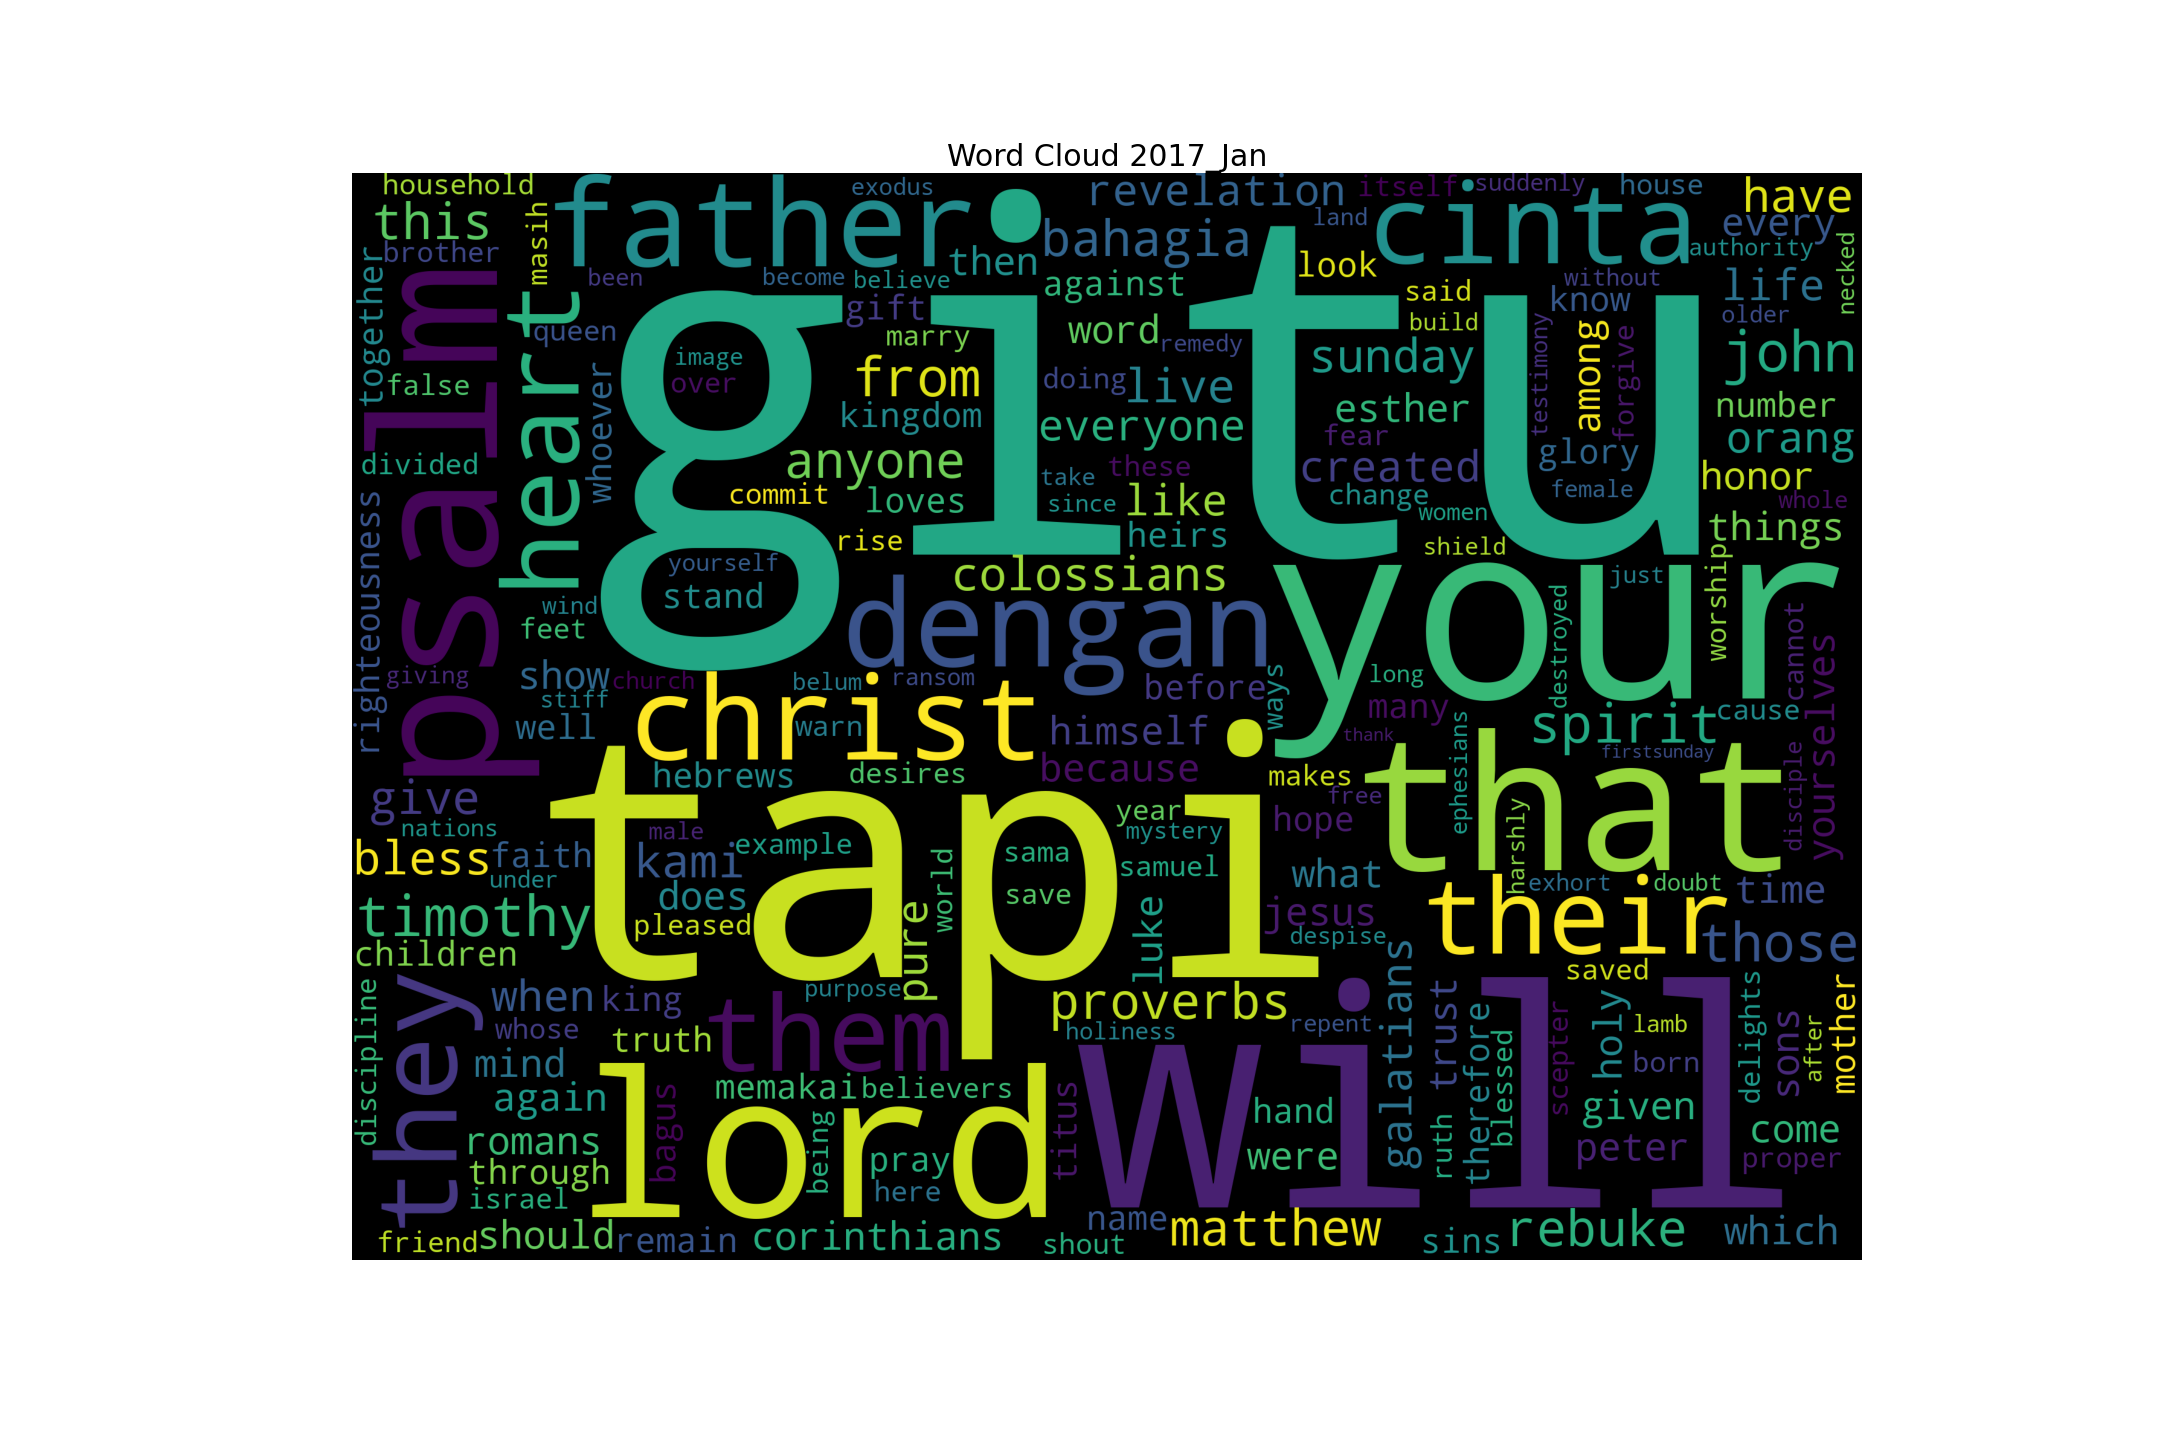 Word Cloud 2017_Jan
household
father
exodus
revelation
itself
suddenly
house
have
this
masih
cinta
land
every
brother
bahagia
then
look
authority
together
psalm
heart
been
become
believe
gitu
against
said
without
life
necked
gift
know
older
queen
marry
word
remedy
build
sunday
testimony
among
forgive
john
image
over
from
doing
live
false
whoever
kingdom
everyone
esther
number
fear
orang
divided
anyone
these
created
glory
commit
loves
take
since
like
change
women
female
honor
whole
righteousness
rise
heirs
shield
things
yourself
colossians
your
just
worship
stand
wind
feet
dengan
destroyed
cannot
yourselves
giving
show
church
belum
ransom
before
ways
long
stiff
christ
well
warn
himself
many
spirit
cause
thank
firstsunday
hebrews
desires
because
makes
that
ephesians
disciple
give
tapi
year
free
nations
male
example
mystery
hope
harshly
bless
faith
kami
sama
samuel
what
exhort
doubt
time
under
does
world
save
timothy
pleased
pure
luke
jesus
their
those
children
despise
galatians
saved
they
when
king
purpose
proverbs
will
trust
therefore
holy
delights
mother
discipline
whose
truth
them
holiness
repent
lamb
sons
after
mind
lord
blessed
scepter
born
again
bagus
memakai
believers
titus
hand
given
romans
being
ruth
come
through
pray
were
peter
proper
israel
here
name
friend
should
remain
corinthians
shout
matthew
sins
rebuke
which